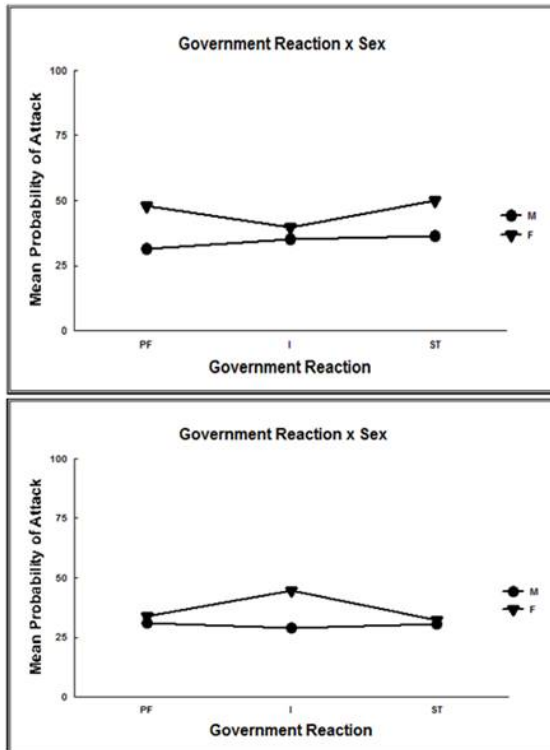 Government Reaction x Sex
Mean Probability of Attack
100
75
50
25
0
PF
I
ST
Government Reaction
M
F
Government Reaction x Sex
Mean Probability of Attack
100
75
50
25
0
PF
I
ST
Government Reaction
M
F